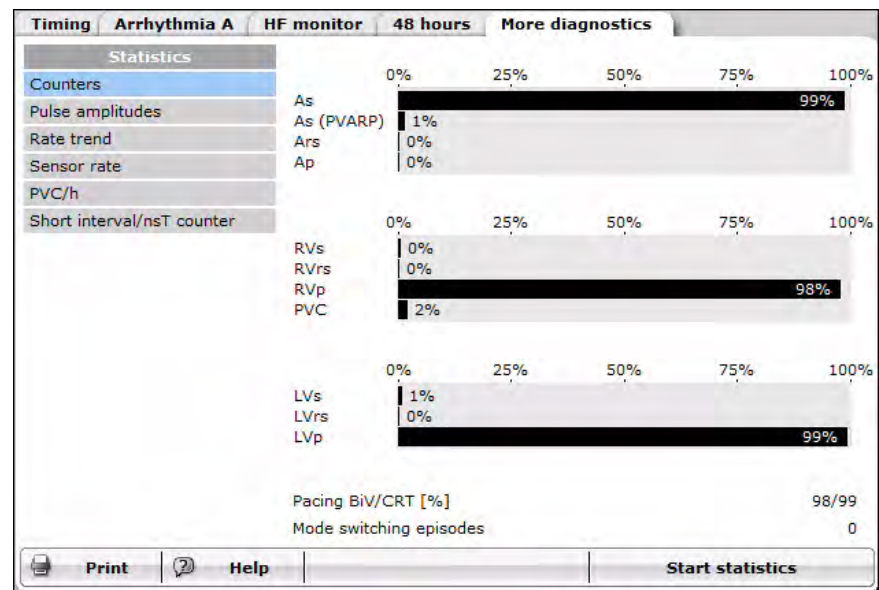 Timing Arrhythmia A HF monitor 48 hours More diagnostics
Statistics
Counters
Pulse amplitudes
Rate trend
Sensor rate
PVC/h
Short interval/nsT counter
0% 25% 50% 75% 100%
As 99%
As (PVARP) 1%
Ars 0%
Ap 0%
0% 25% 50% 75% 100%
RVs 0%
RVrs 0%
RVp 98%
PVC 2%
0% 25% 50% 75% 100%
LVs 1%
LVrs 0%
LVp 99%
Pacing BiV/CRT [%] 98/99
Mode switching episodes 0
Print Help Start statistics